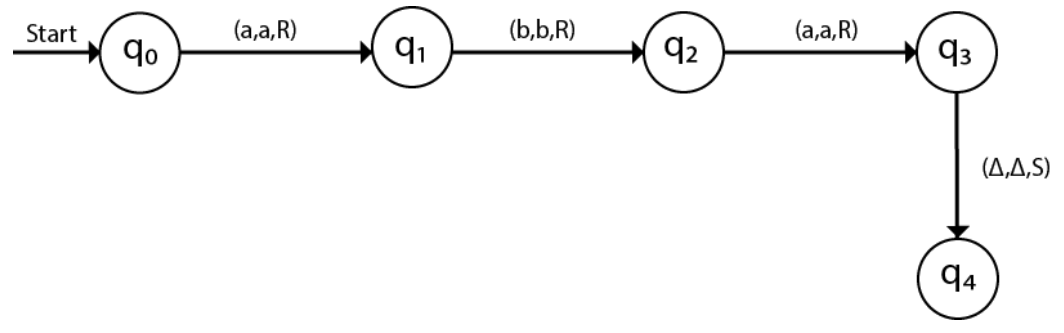 Start
(a,a,R)
(b,b,R)
(a,a,R)
q₀
q₁
q₂
q₃
(Δ,Δ,S)
q₄